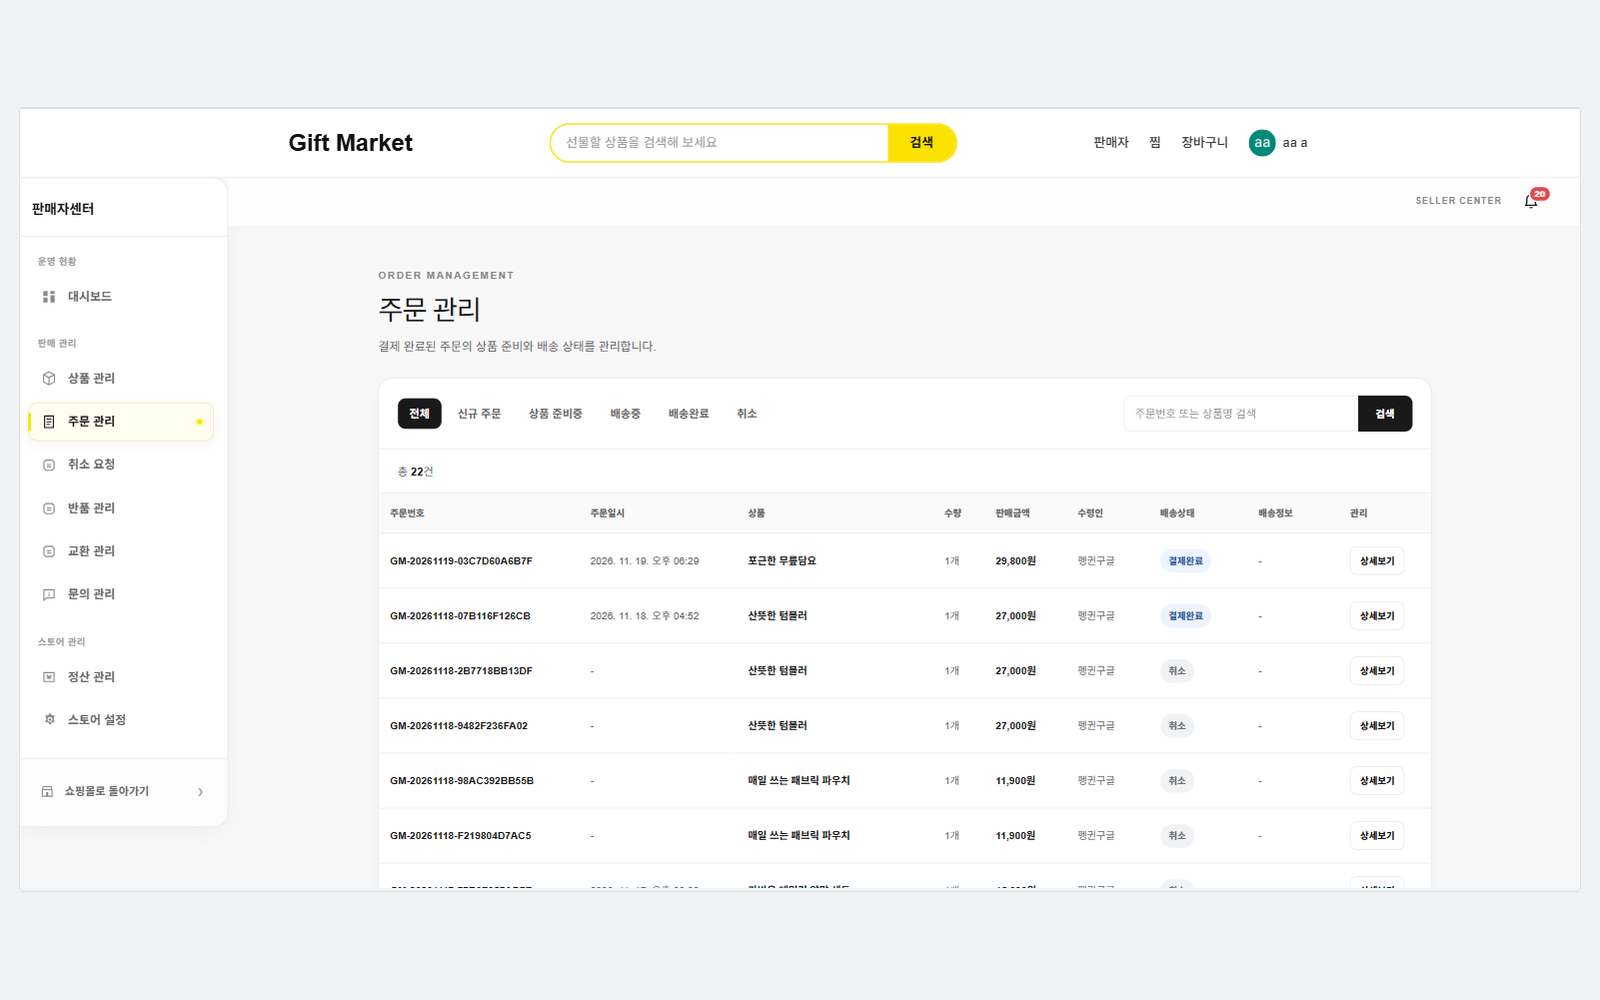 Gift Market
선물할 상품을 검색해 보세요
검색
판매자
찜
장바구니
aa
aa a
판매자센터
SELLER CENTER
20
운영 현황
대시보드
판매 관리
상품 관리
주문 관리
취소 요청
반품 관리
교환 관리
문의 관리
스토어 관리
정산 관리
스토어 설정
쇼핑몰로 돌아가기
ORDER MANAGEMENT
주문 관리
결제 완료된 주문의 상품 준비와 배송 상태를 관리합니다.
전체 신규 주문 상품 준비중 배송중 배송완료 취소
주문번호 또는 상품명 검색
검색
총 22건
주문번호 주문일시 상품 수량 판매금액 수령인 배송상태 배송정보 관리
GM-20261119-03C7D60A6B7F 2026. 11. 19. 오후 06:29 포근한 무릎담요 1개 29,800원 펭귄구글 결제완료 - 상세보기
GM-20261118-07B116F126CB 2026. 11. 18. 오후 04:52 산뜻한 텀블러 1개 27,000원 펭귄구글 결제완료 - 상세보기
GM-20261118-2B7718BB13DF - 산뜻한 텀블러 1개 27,000원 펭귄구글 취소 - 상세보기
GM-20261118-9482F236FA02 - 산뜻한 텀블러 1개 27,000원 펭귄구글 취소 - 상세보기
GM-20261118-98AC392BB55B - 매일 쓰는 패브릭 파우치 1개 11,900원 펭귄구글 취소 - 상세보기
GM-20261118-F219804D7AC5 - 매일 쓰는 패브릭 파우치 1개 11,900원 펭귄구글 취소 - 상세보기